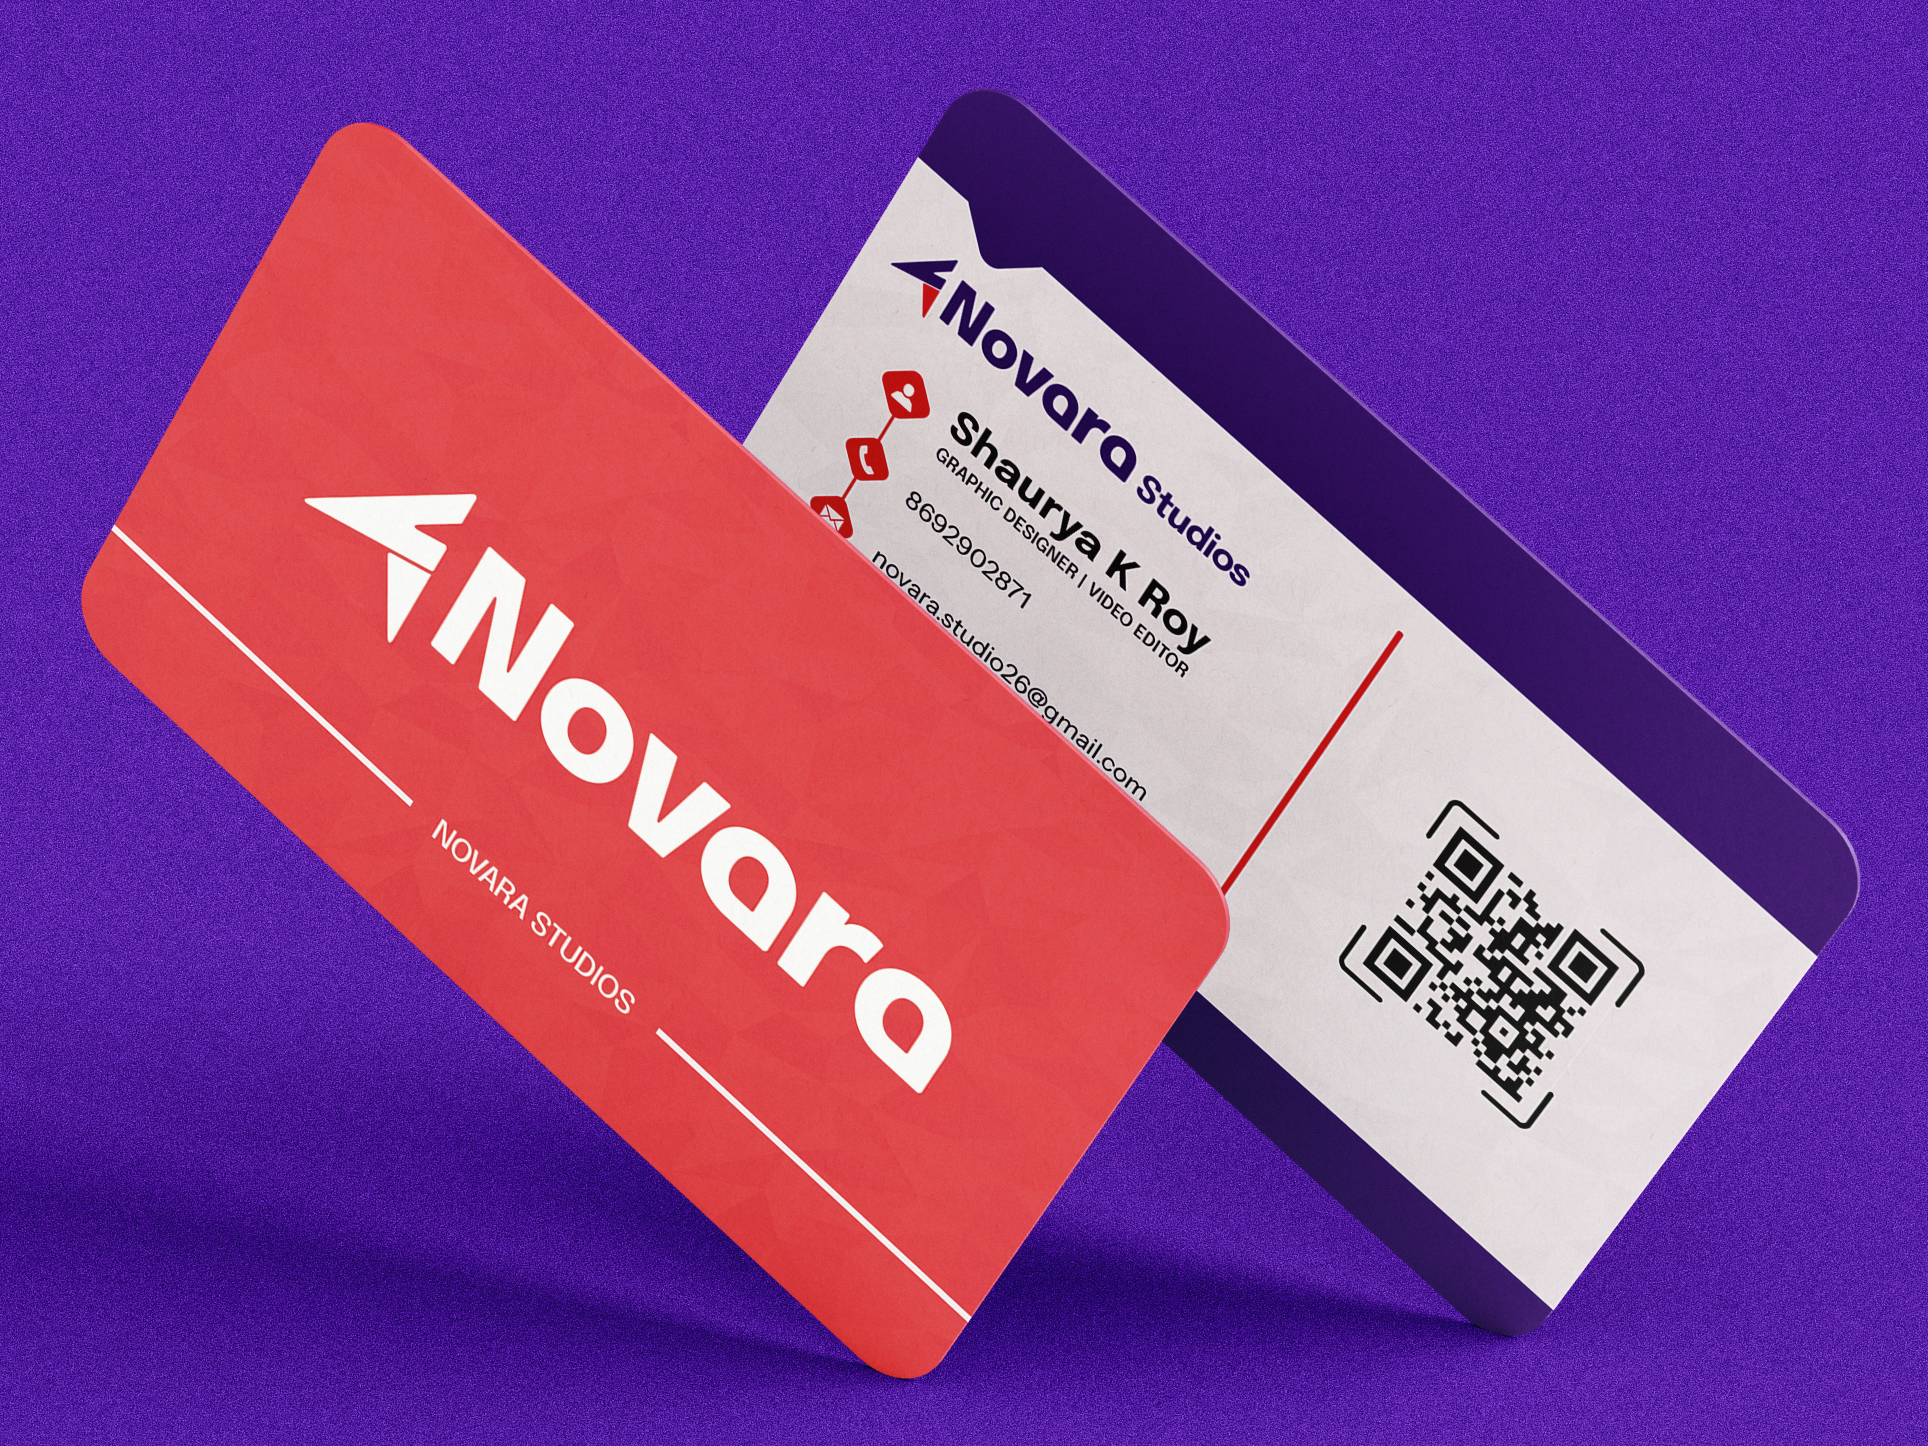 Novara
NOVARA STUDIOS
Novara Studios
Shaurya K Roy
GRAPHIC DESIGNER | VIDEO EDITOR
8692902871
novara.studio26@gmail.com